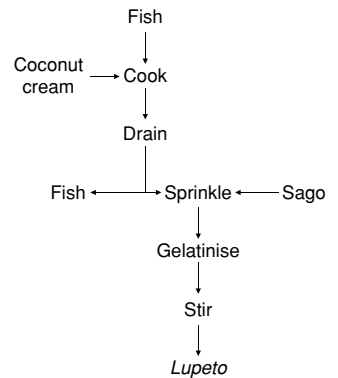 Fish
Coconut
cream
Cook
Drain
Fish
Sprinkle
Sago
Gelatinise
Stir
Lupeto